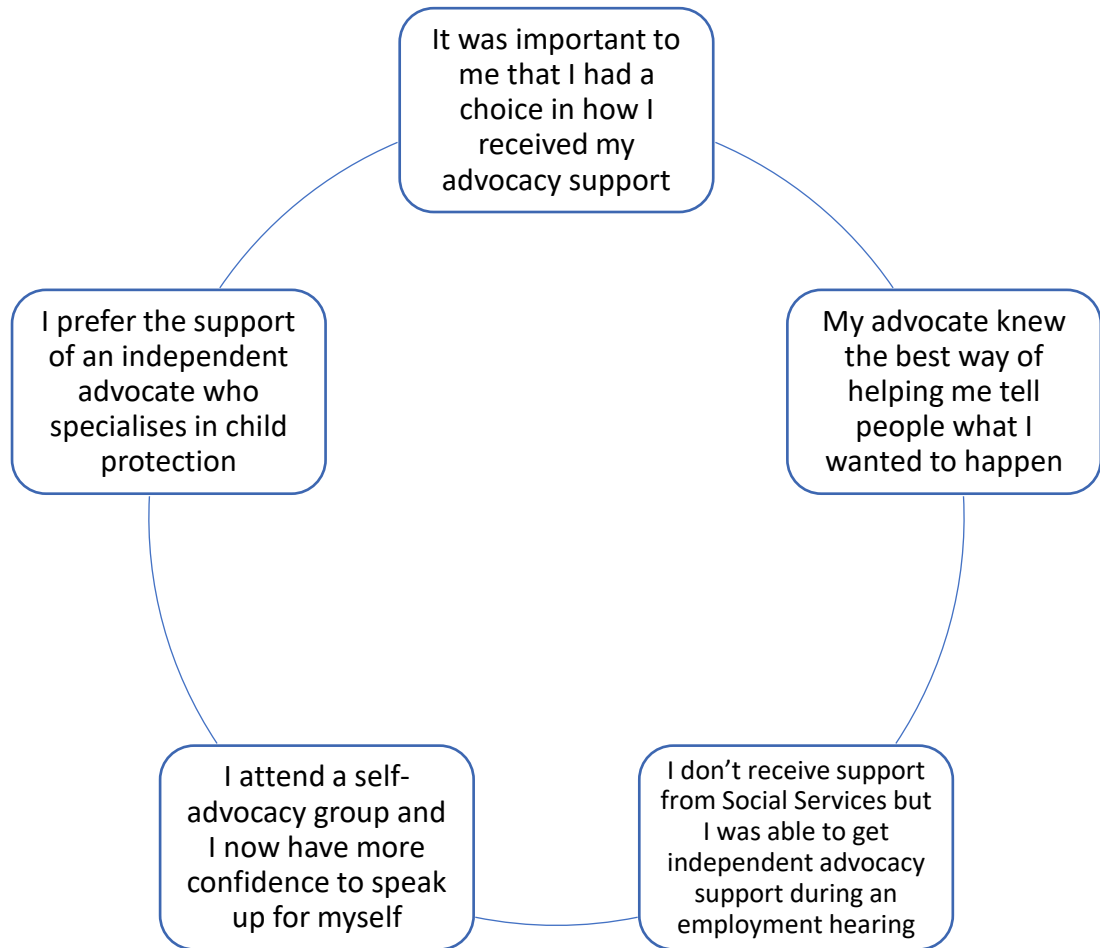 It was important to
me that I had a
choice in how I
received my
advocacy support
My advocate knew
the best way of
helping me tell
people what I
wanted to happen
I don’t receive support
from Social Services but
I was able to get
independent advocacy
support during an
employment hearing
I attend a self-
advocacy group and
I now have more
confidence to speak
up for myself
I prefer the support
of an independent
advocate who
specialises in child
protection